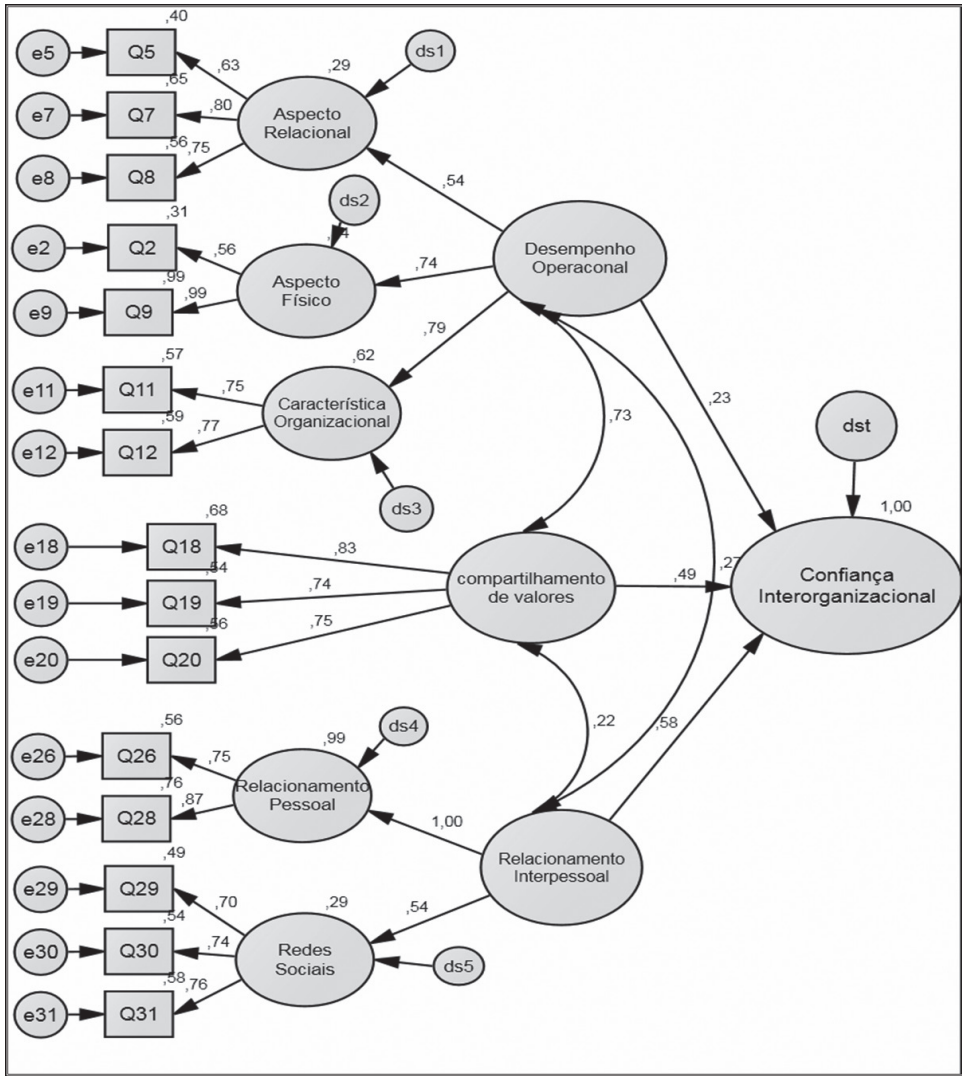 ,40
e5
Q5
,63
,29
ds1
,65
e7
Q7
,80
Aspecto
Relacional
,56
,75
e8
Q8
,54
ds2
,31
e2
Q2
,56
Aspecto
Físico
,74
Desempenho
Operaconal
,99
e9
Q9
,99
,79
,57
e11
Q11
,75
,62
Característica
Organizacional
,59
e12
Q12
,77
,73
,23
dst
ds3
1,00
,68
e18
Q18
,83
,54
e19
Q19
,74
compartilhamento
de valores
,49
,27
Confiança
Interorganizacional
,56
e20
Q20
,75
,22
,58
,56
e26
Q26
,75
,99
ds4
,76
e28
Q28
,87
Relacionamento
Pessoal
1,00
Relacionamento
Interpessoal
,49
e29
Q29
,70
,29
,54
,54
e30
Q30
,74
Redes
Sociais
ds5
,58
,76
e31
Q31